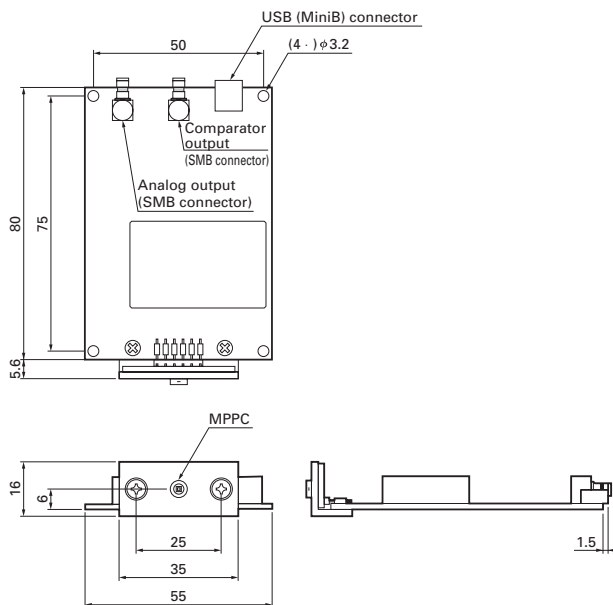 USB (MiniB) connector
50
(4 · ) φ3.2
Comparator
output
(SMB connector)
Analog output
(SMB connector)
80
75
5.6
MPPC
16
6
25
1.5
35
55